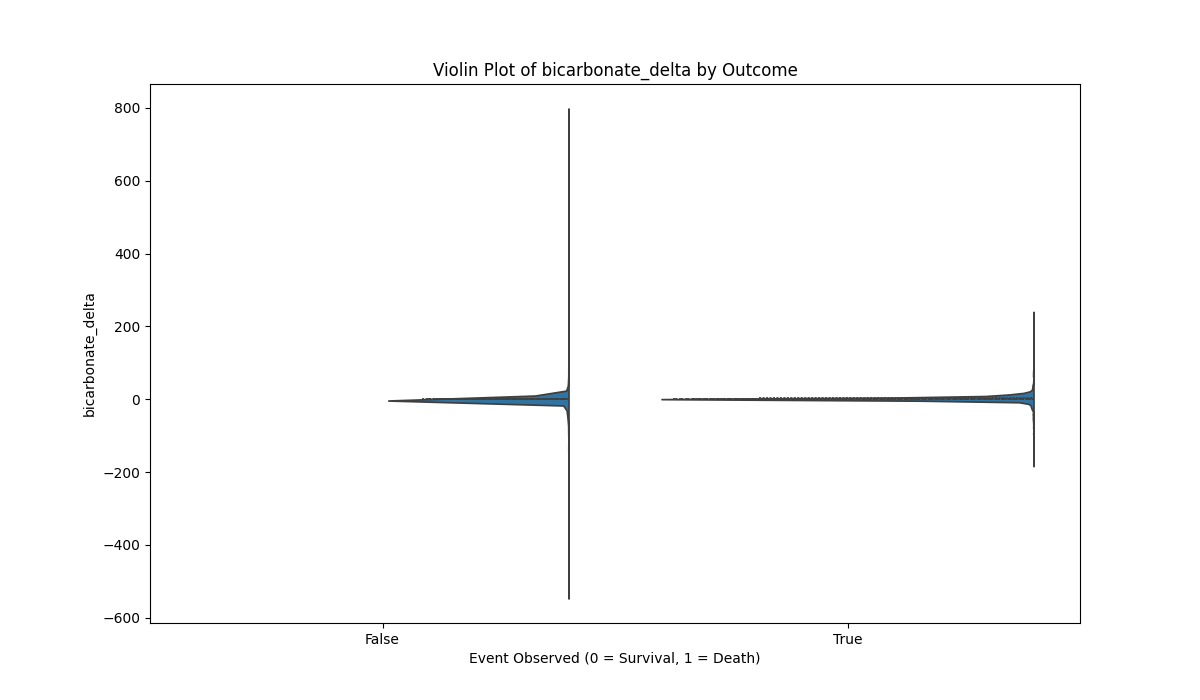 Violin Plot of bicarbonate_delta by Outcome
bicarbonate_delta
800
600
400
200
0
−200
−400
−600
False
True
Event Observed (0 = Survival, 1 = Death)